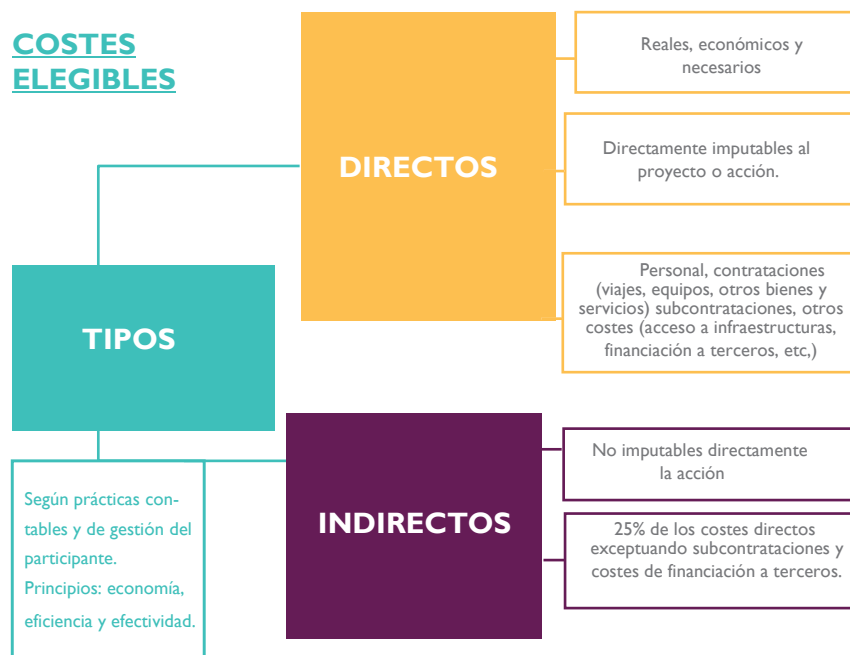 COSTES
ELEGIBLES
TIPOS
Según prácticas con-
tables y de gestión del
participante.
Principios: economía,
eficiencia y efectividad.
DIRECTOS
Reales, económicos y
necesarios
Directamente imputables al
proyecto o acción.
Personal, contrataciones
(viajes, equipos, otros bienes y
servicios) subcontrataciones, otros
costes (acceso a infraestructuras,
financiación a terceros, etc,)
INDIRECTOS
No imputables directamente
la acción
25% de los costes directos
exceptuando subcontrataciones y
costes de financiación a terceros.